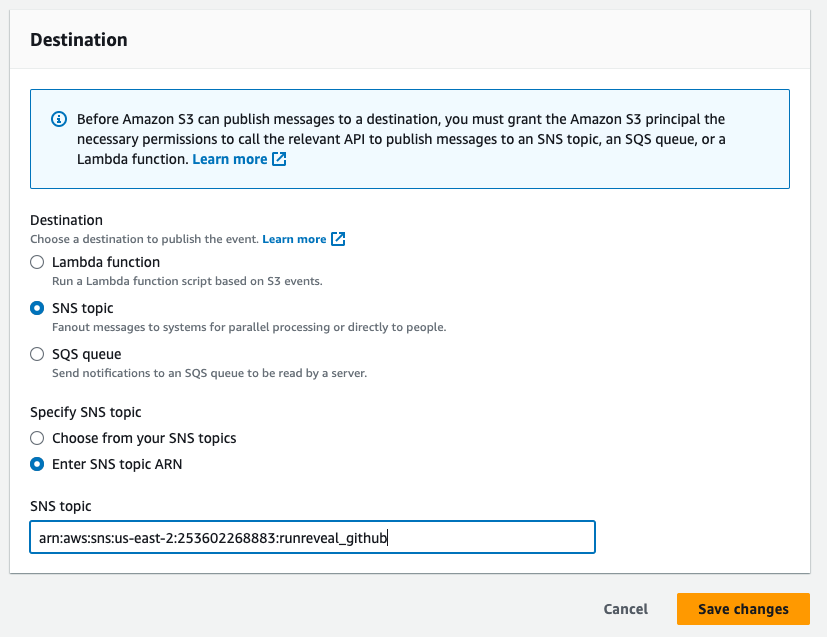 Destination
Before Amazon S3 can publish messages to a destination, you must grant the Amazon S3 principal the
necessary permissions to call the relevant API to publish messages to an SNS topic, an SQS queue, or a
Lambda function. Learn more
Destination
Choose a destination to publish the event. Learn more
Lambda function
Run a Lambda function script based on S3 events.
SNS topic
Fanout messages to systems for parallel processing or directly to people.
SQS queue
Send notifications to an SQS queue to be read by a server.
Specify SNS topic
Choose from your SNS topics
Enter SNS topic ARN
SNS topic
arn:aws:sns:us-east-2:253602268883:runreveal_github
Cancel Save changes